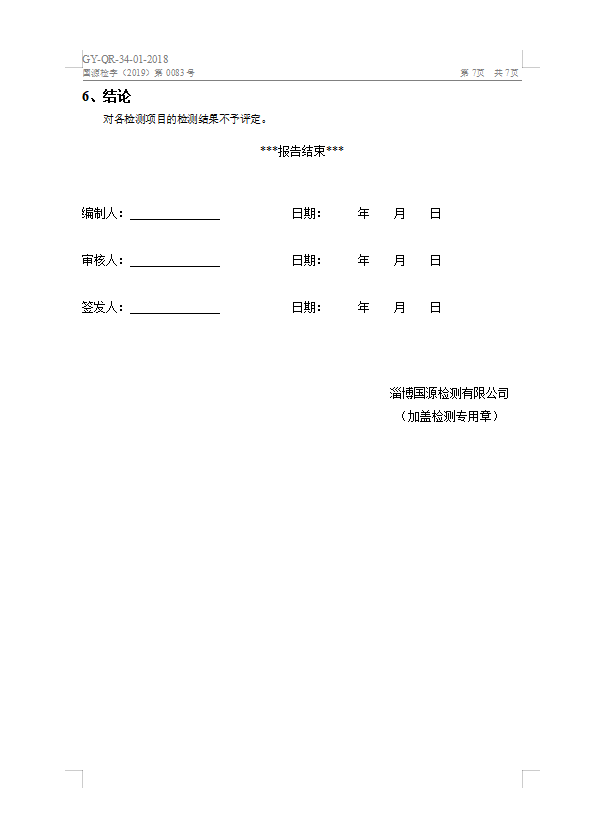 GY-QR-34-01-2018
国源检字（2019）第 0083 号 第 7页 共 7页
6、结论
对各检测项目的检测结果不予评定。
***报告结束***
编制人：______________ 日期： 年 月 日
审核人：______________ 日期： 年 月 日
签发人：______________ 日期： 年 月 日
淄博国源检测有限公司
（加盖检测专用章）